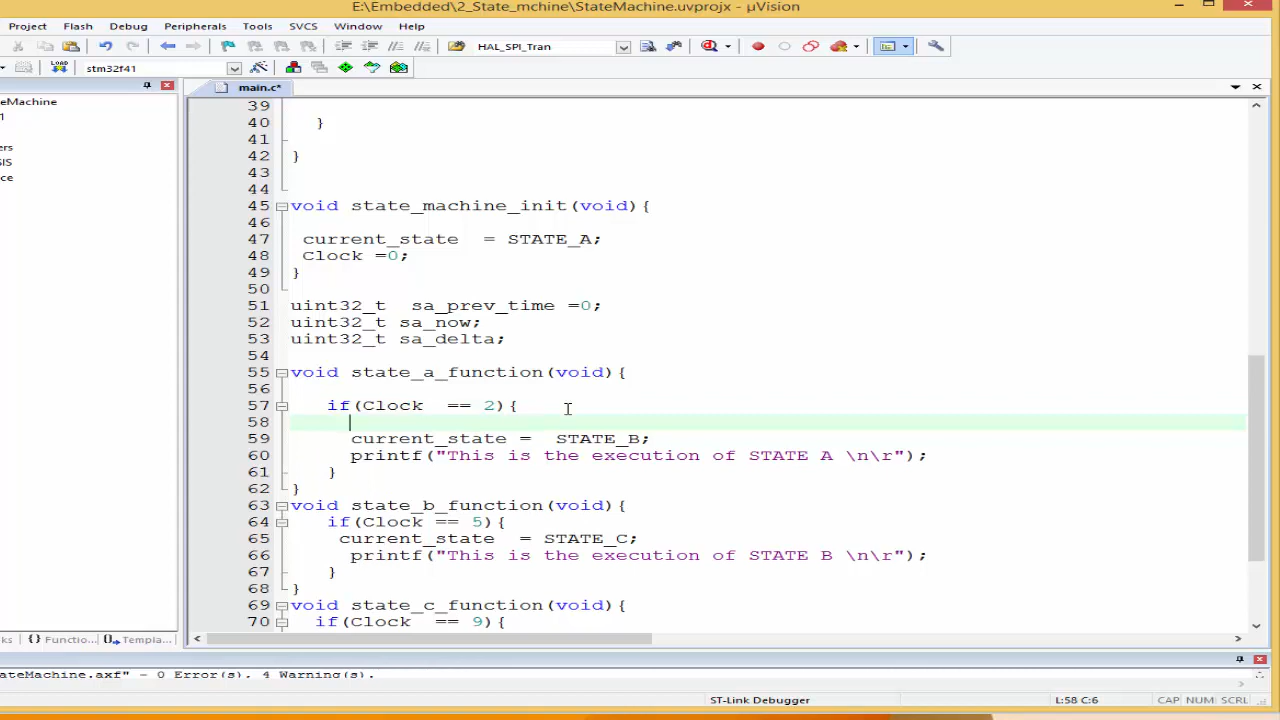 E:\Embedded\2_State_mchine\StateMachine.uvprojx - µVision
Project Flash Debug Peripherals Tools SVCS Window Help
HAL_SPI_Tran
LOAD stm32f41
main.c*
eMachine
1
ers
SIS
ce
39
40 }
41
42 }
43
44
45 void state_machine_init(void){
46
47 current_state = STATE_A;
48 Clock =0;
49 }
50
51 uint32_t sa_prev_time =0;
52 uint32_t sa_now;
53 uint32_t sa_delta;
54
55 void state_a_function(void){
56
57 if(Clock == 2){
58
59 current_state = STATE_B;
60 printf("This is the execution of STATE A \n\r");
61 }
62 }
63 void state_b_function(void){
64 if(Clock == 5){
65 current_state = STATE_C;
66 printf("This is the execution of STATE B \n\r");
67 }
68 }
69 void state_c_function(void){
70 if(Clock == 9){
ks {} Functio... Templa...
ateMachine.axf" - 0 Error(s), 4 Warning(s).
ST-Link Debugger L:58 C:6 CAP NUM SCRL